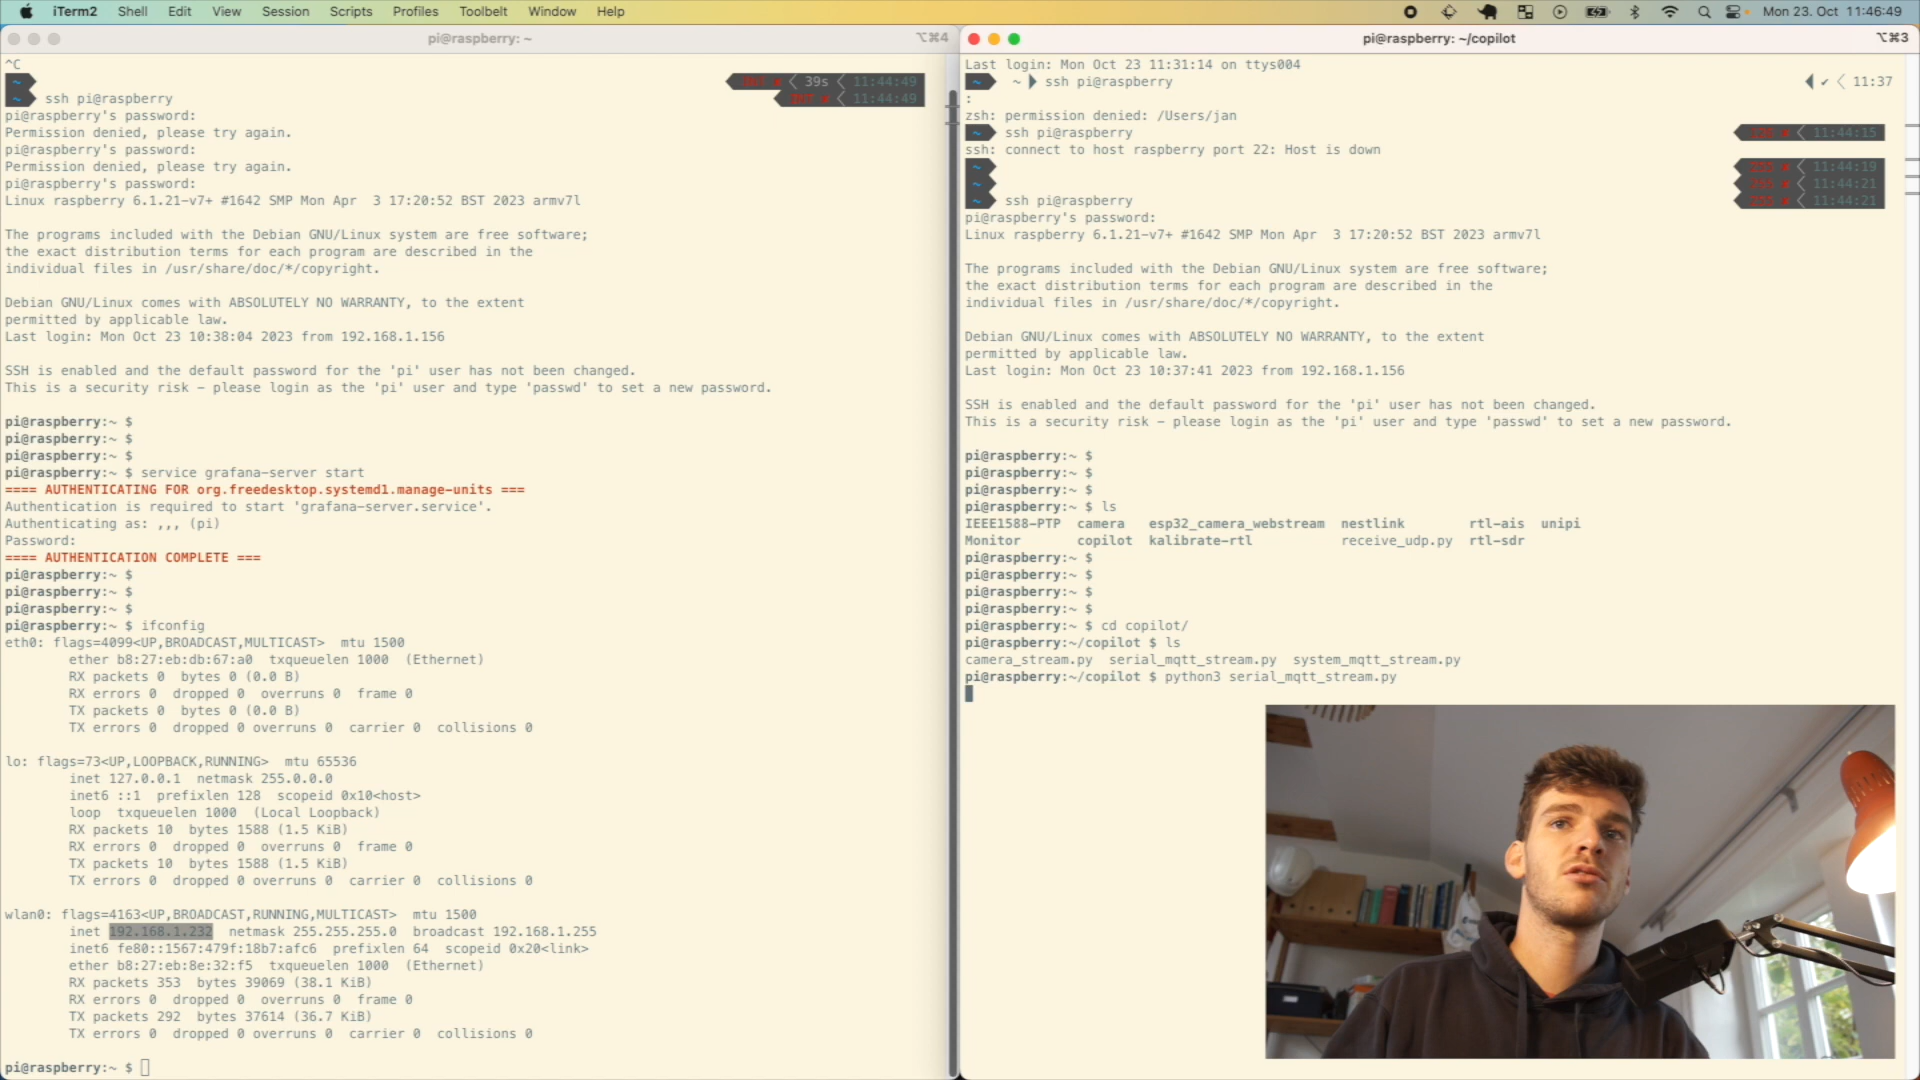 iTerm2 Shell Edit View Session Scripts Profiles Toolbelt Window Help Mon 23. Oct 11:46:49
pi@raspberry: ~ ⌥⌘4
^C
~ 39s 11:44:49
~ ssh pi@raspberry 11:44:49
pi@raspberry's password:
Permission denied, please try again.
pi@raspberry's password:
Permission denied, please try again.
pi@raspberry's password:
Linux raspberry 6.1.21-v7+ #1642 SMP Mon Apr  3 17:20:52 BST 2023 armv7l
The programs included with the Debian GNU/Linux system are free software;
the exact distribution terms for each program are described in the
individual files in /usr/share/doc/*/copyright.
Debian GNU/Linux comes with ABSOLUTELY NO WARRANTY, to the extent
permitted by applicable law.
Last login: Mon Oct 23 10:38:04 2023 from 192.168.1.156
SSH is enabled and the default password for the 'pi' user has not been changed.
This is a security risk – please login as the 'pi' user and type 'passwd' to set a new password.
pi@raspberry:~ $
pi@raspberry:~ $
pi@raspberry:~ $
pi@raspberry:~ $ service grafana-server start
==== AUTHENTICATING FOR org.freedesktop.systemd1.manage-units ===
Authentication is required to start 'grafana-server.service'.
Authenticating as: ,,, (pi)
Password:
==== AUTHENTICATION COMPLETE ===
pi@raspberry:~ $
pi@raspberry:~ $
pi@raspberry:~ $
pi@raspberry:~ $ ifconfig
eth0: flags=4099<UP,BROADCAST,MULTICAST>  mtu 1500
ether b8:27:eb:db:67:a0  txqueuelen 1000  (Ethernet)
RX packets 0  bytes 0 (0.0 B)
RX errors 0  dropped 0  overruns 0  frame 0
TX packets 0  bytes 0 (0.0 B)
TX errors 0  dropped 0 overruns 0  carrier 0  collisions 0
lo: flags=73<UP,LOOPBACK,RUNNING>  mtu 65536
inet 127.0.0.1  netmask 255.0.0.0
inet6 ::1  prefixlen 128  scopeid 0x10<host>
loop  txqueuelen 1000  (Local Loopback)
RX packets 10  bytes 1588 (1.5 KiB)
RX errors 0  dropped 0  overruns 0  frame 0
TX packets 10  bytes 1588 (1.5 KiB)
TX errors 0  dropped 0 overruns 0  carrier 0  collisions 0
wlan0: flags=4163<UP,BROADCAST,RUNNING,MULTICAST>  mtu 1500
inet 192.168.1.232  netmask 255.255.255.0  broadcast 192.168.1.255
inet6 fe80::1567:479f:18b7:afc6  prefixlen 64  scopeid 0x20<link>
ether b8:27:eb:8e:32:f5  txqueuelen 1000  (Ethernet)
RX packets 353  bytes 39069 (38.1 KiB)
RX errors 0  dropped 0  overruns 0  frame 0
TX packets 292  bytes 37614 (36.7 KiB)
TX errors 0  dropped 0 overruns 0  carrier 0  collisions 0
pi@raspberry:~ $
pi@raspberry: ~/copilot ⌥⌘3
Last login: Mon Oct 23 11:31:14 on ttys004
~ ~ ssh pi@raspberry ✔ 11:37
:
zsh: permission denied: /Users/jan
~ ssh pi@raspberry 11:44:15
ssh: connect to host raspberry port 22: Host is down
~ 11:44:19
~ 11:44:21
~ ssh pi@raspberry 11:44:21
pi@raspberry's password:
Linux raspberry 6.1.21-v7+ #1642 SMP Mon Apr  3 17:20:52 BST 2023 armv7l
The programs included with the Debian GNU/Linux system are free software;
the exact distribution terms for each program are described in the
individual files in /usr/share/doc/*/copyright.
Debian GNU/Linux comes with ABSOLUTELY NO WARRANTY, to the extent
permitted by applicable law.
Last login: Mon Oct 23 10:37:41 2023 from 192.168.1.156
SSH is enabled and the default password for the 'pi' user has not been changed.
This is a security risk – please login as the 'pi' user and type 'passwd' to set a new password.
pi@raspberry:~ $
pi@raspberry:~ $
pi@raspberry:~ $
pi@raspberry:~ $ ls
IEEE1588-PTP  camera   esp32_camera_webstream  nestlink        rtl-ais  unipi
Monitor       copilot  kalibrate-rtl           receive_udp.py  rtl-sdr
pi@raspberry:~ $
pi@raspberry:~ $
pi@raspberry:~ $
pi@raspberry:~ $
pi@raspberry:~ $ cd copilot/
pi@raspberry:~/copilot $ ls
camera_stream.py  serial_mqtt_stream.py  system_mqtt_stream.py
pi@raspberry:~/copilot $ python3 serial_mqtt_stream.py